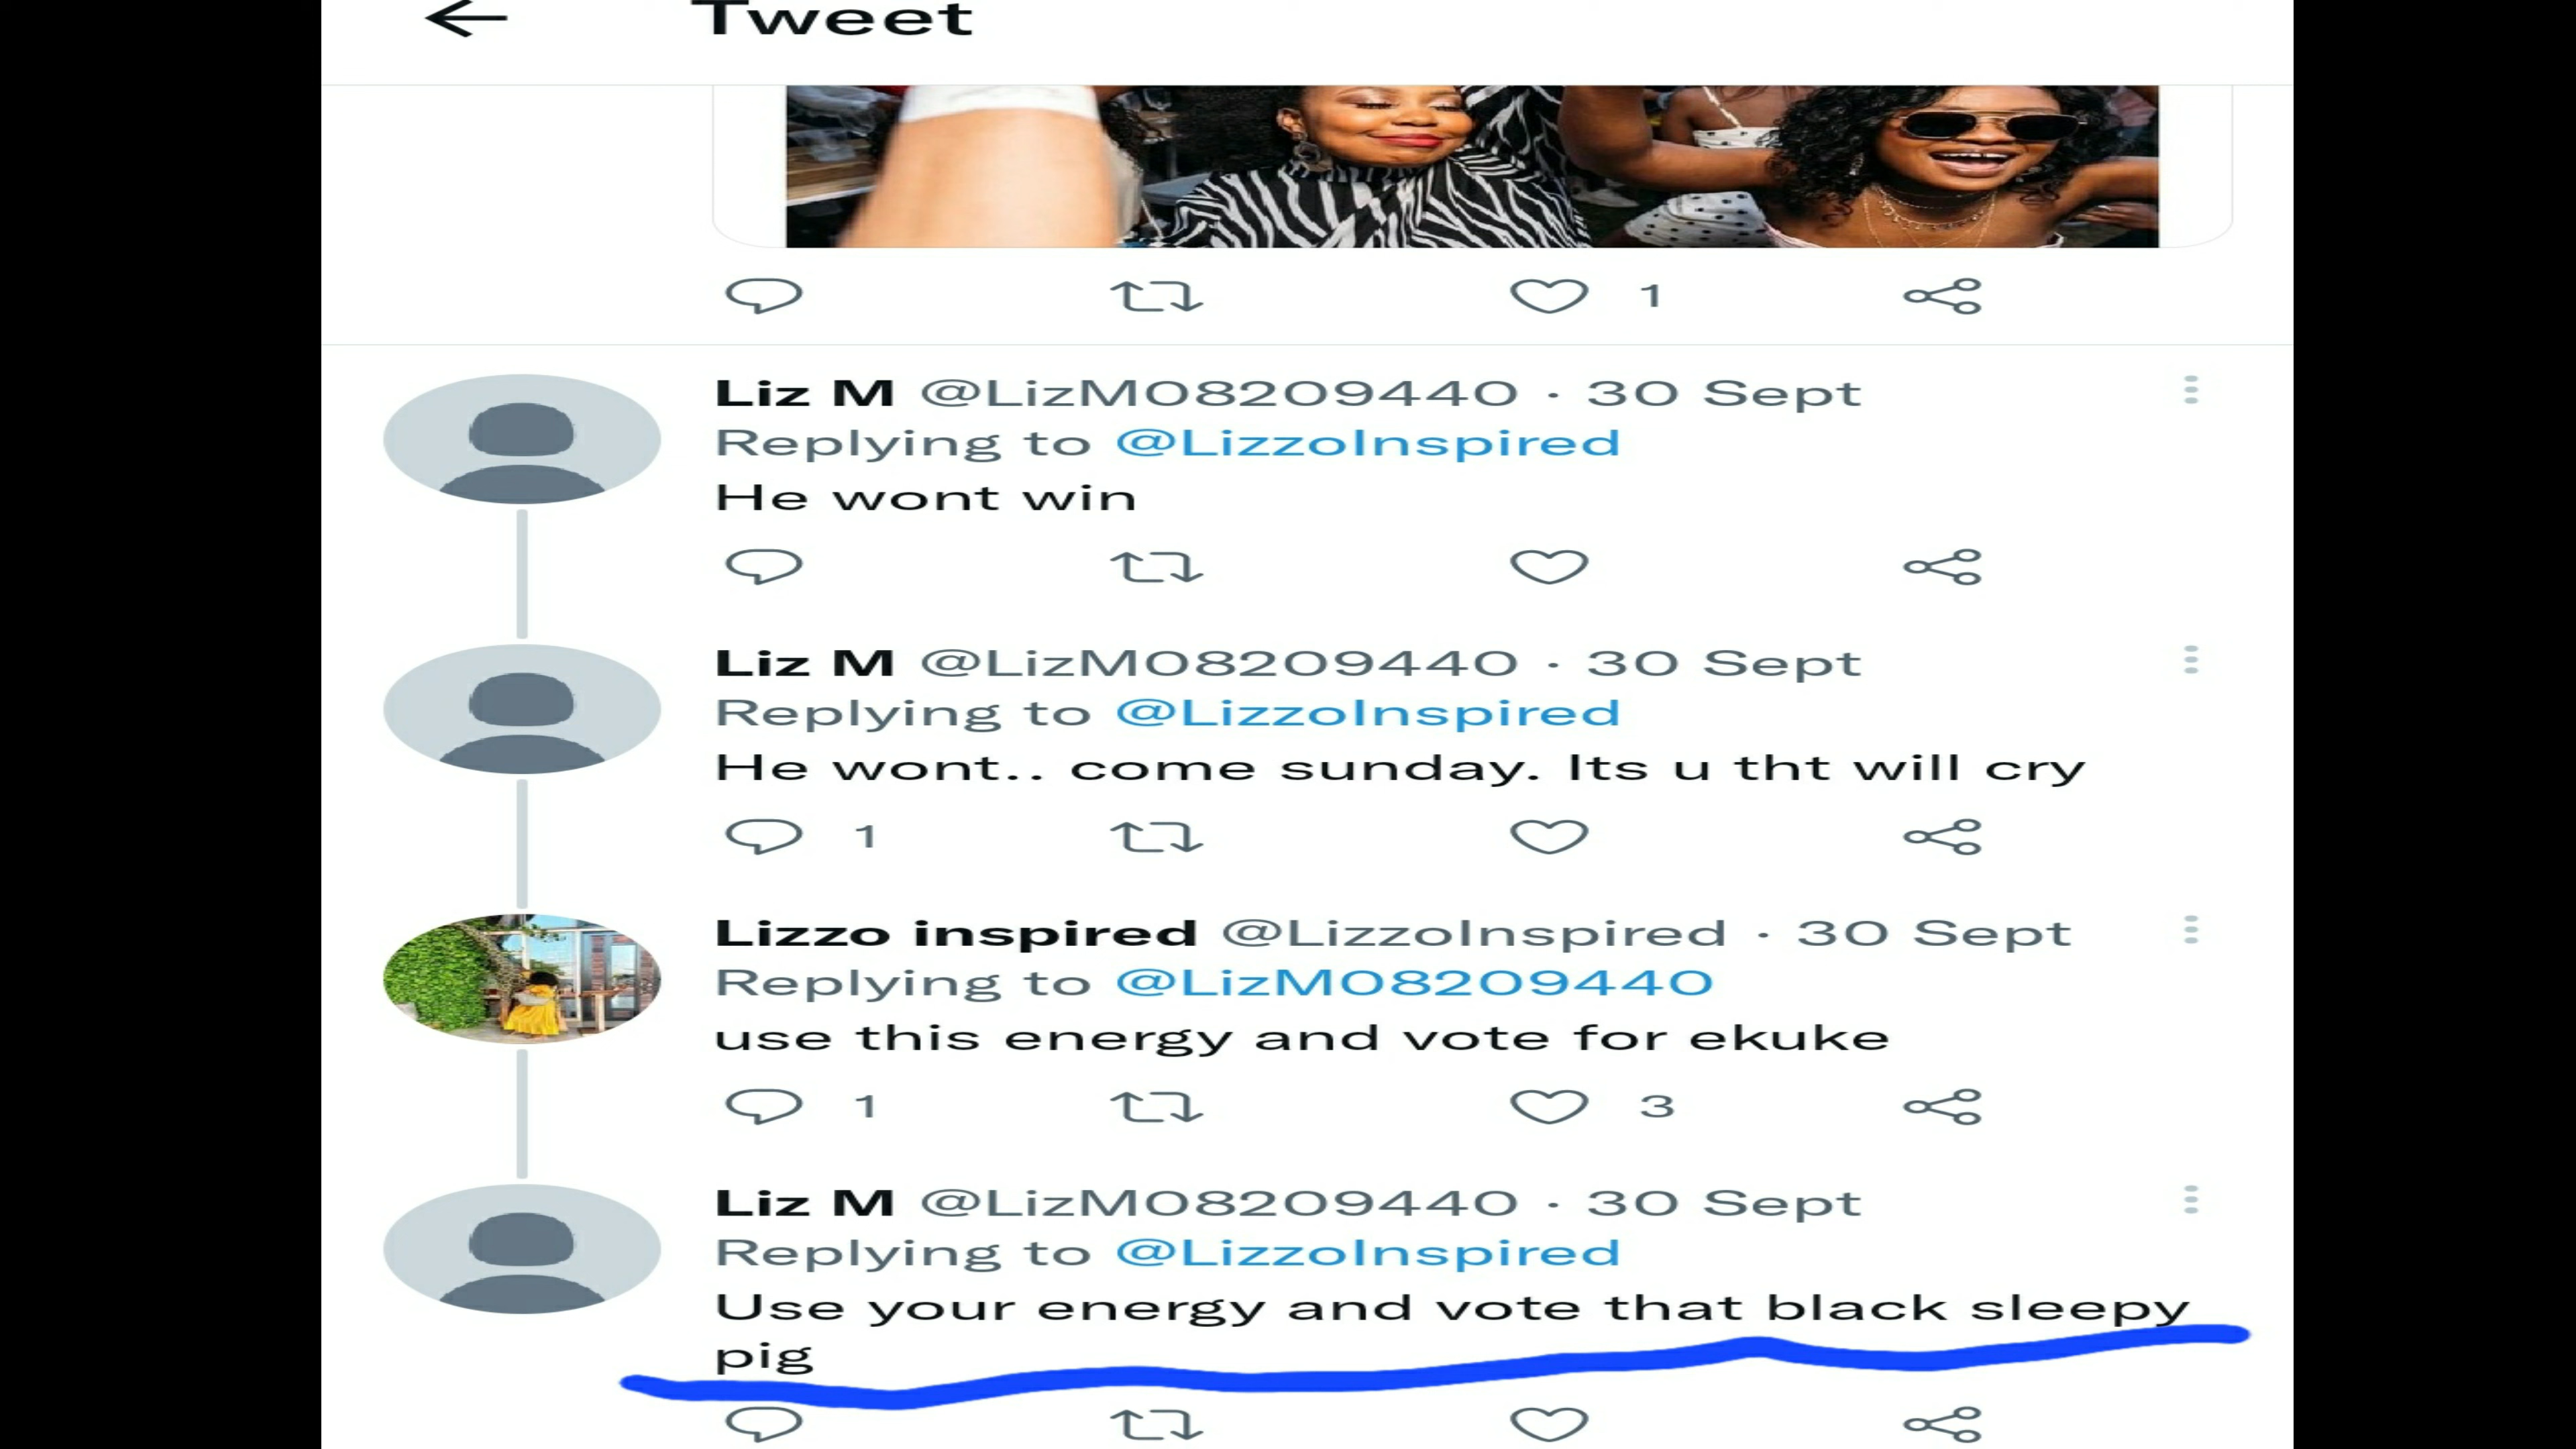 Tweet
1
Liz M @LizM08209440 · 30 Sept
Replying to @LizzoInspired
He wont win
Liz M @LizM08209440 · 30 Sept
Replying to @LizzoInspired
He wont.. come sunday. Its u tht will cry
1
Lizzo inspired @LizzoInspired · 30 Sept
Replying to @LizM08209440
use this energy and vote for ekuke
1 3
Liz M @LizM08209440 · 30 Sept
Replying to @LizzoInspired
Use your energy and vote that black sleepy
pig